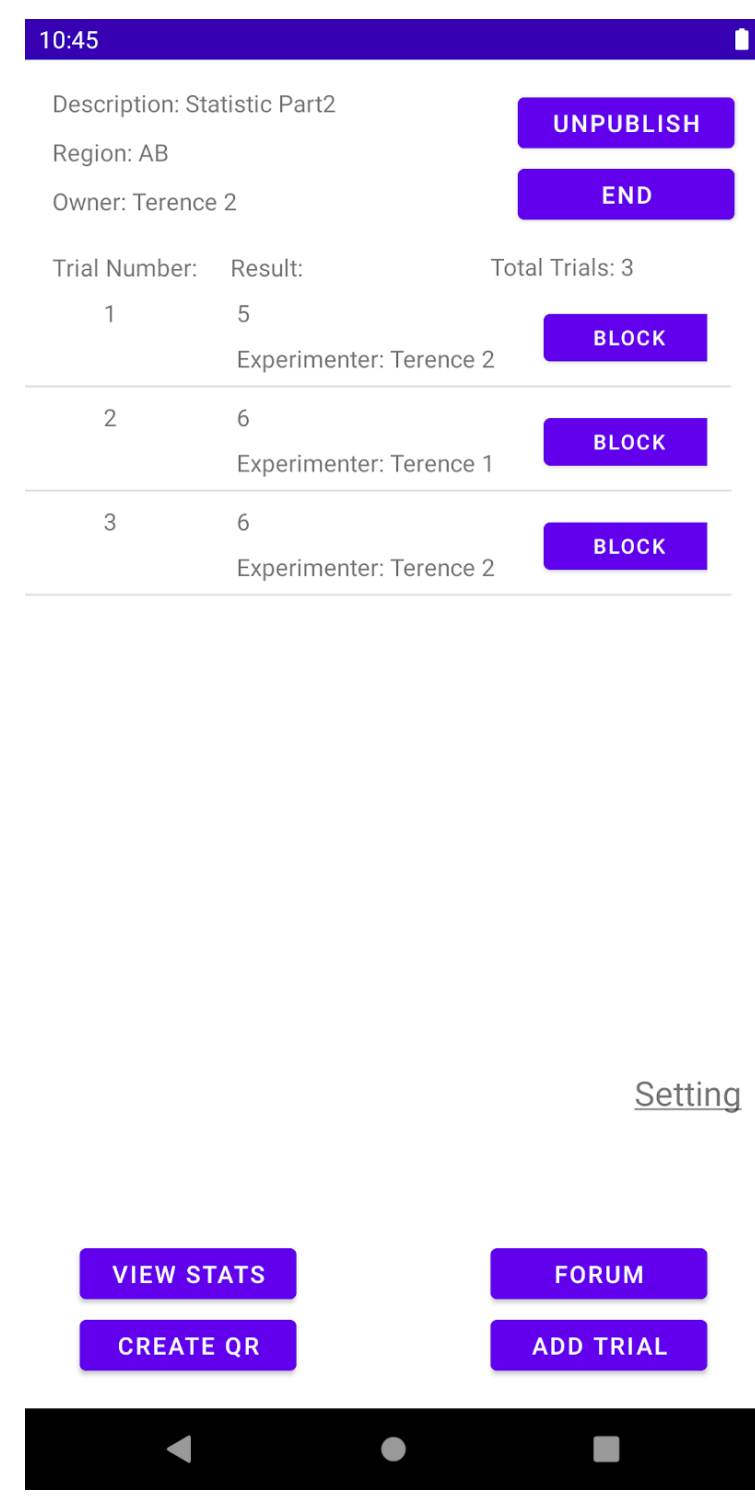 10:45
Description: Statistic Part2
UNPUBLISH
Region: AB
Owner: Terence 2
END
Trial Number: Result: Total Trials: 3
1 5
BLOCK
Experimenter: Terence 2
2 6
BLOCK
Experimenter: Terence 1
3 6
BLOCK
Experimenter: Terence 2
Setting
VIEW STATS FORUM
CREATE QR ADD TRIAL